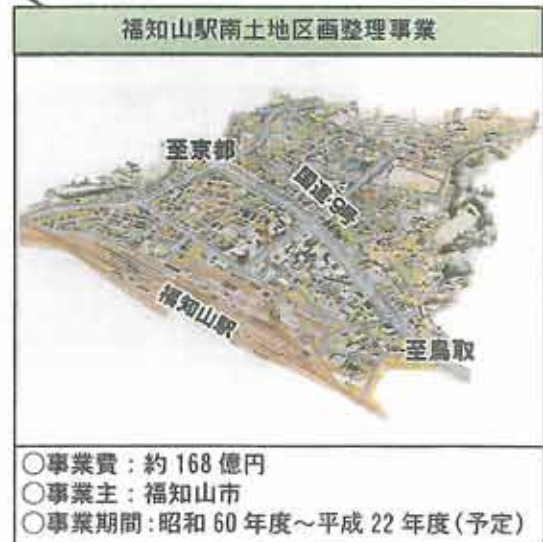 福知山駅南土地区画整理事業
至京都
国道9号
福知山駅
至鳥取
○事業費：約168億円
○事業主：福知山市
○事業期間：昭和60年度～平成22年度(予定)